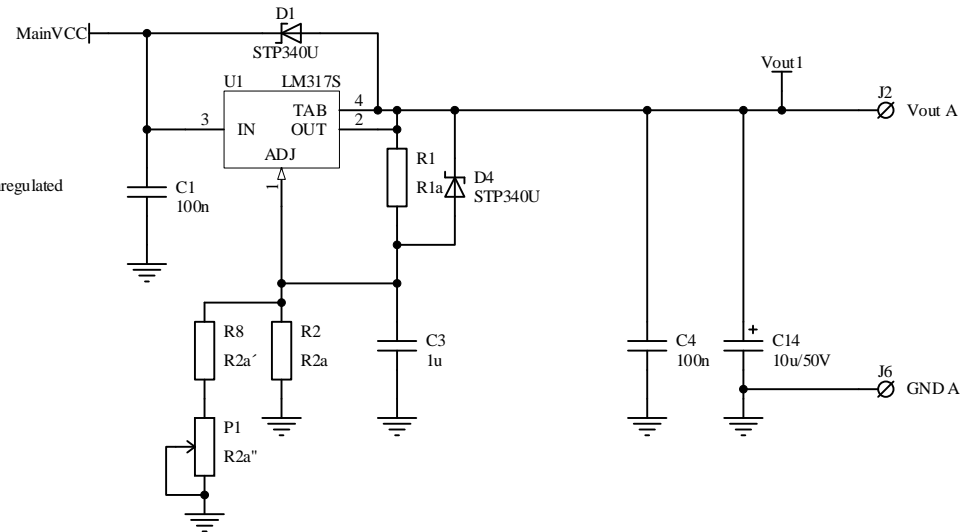 D1
MainVCC
STP340U
Vout1
U1
LM317S
J2
TAB
4
Vout A
3
IN
OUT
2
ADJ
R1
1
D4
R1a
STP340U
C1
100n
R8
R2
C3
C4
+
C14
R2a´
R2a
1u
100n
10u/50V
J6
GND A
P1
R2a"